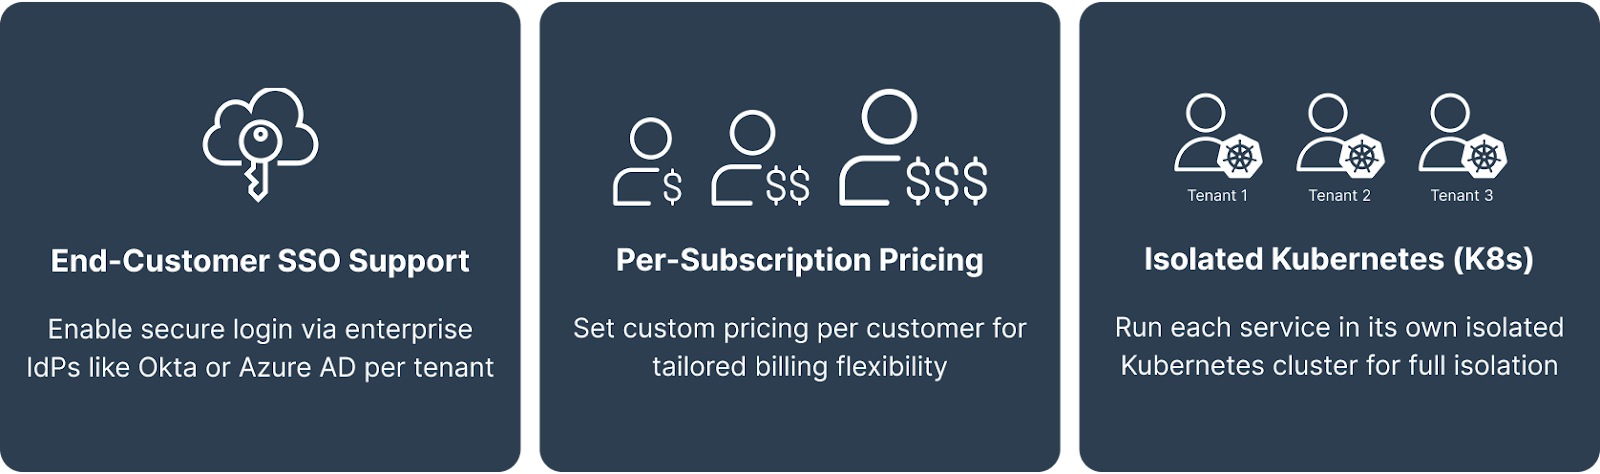 End-Customer SSO Support
Enable secure login via enterprise
IdPs like Okta or Azure AD per tenant
$ $$ $$$
Per-Subscription Pricing
Set custom pricing per customer for
tailored billing flexibility
Tenant 1 Tenant 2 Tenant 3
Isolated Kubernetes (K8s)
Run each service in its own isolated
Kubernetes cluster for full isolation